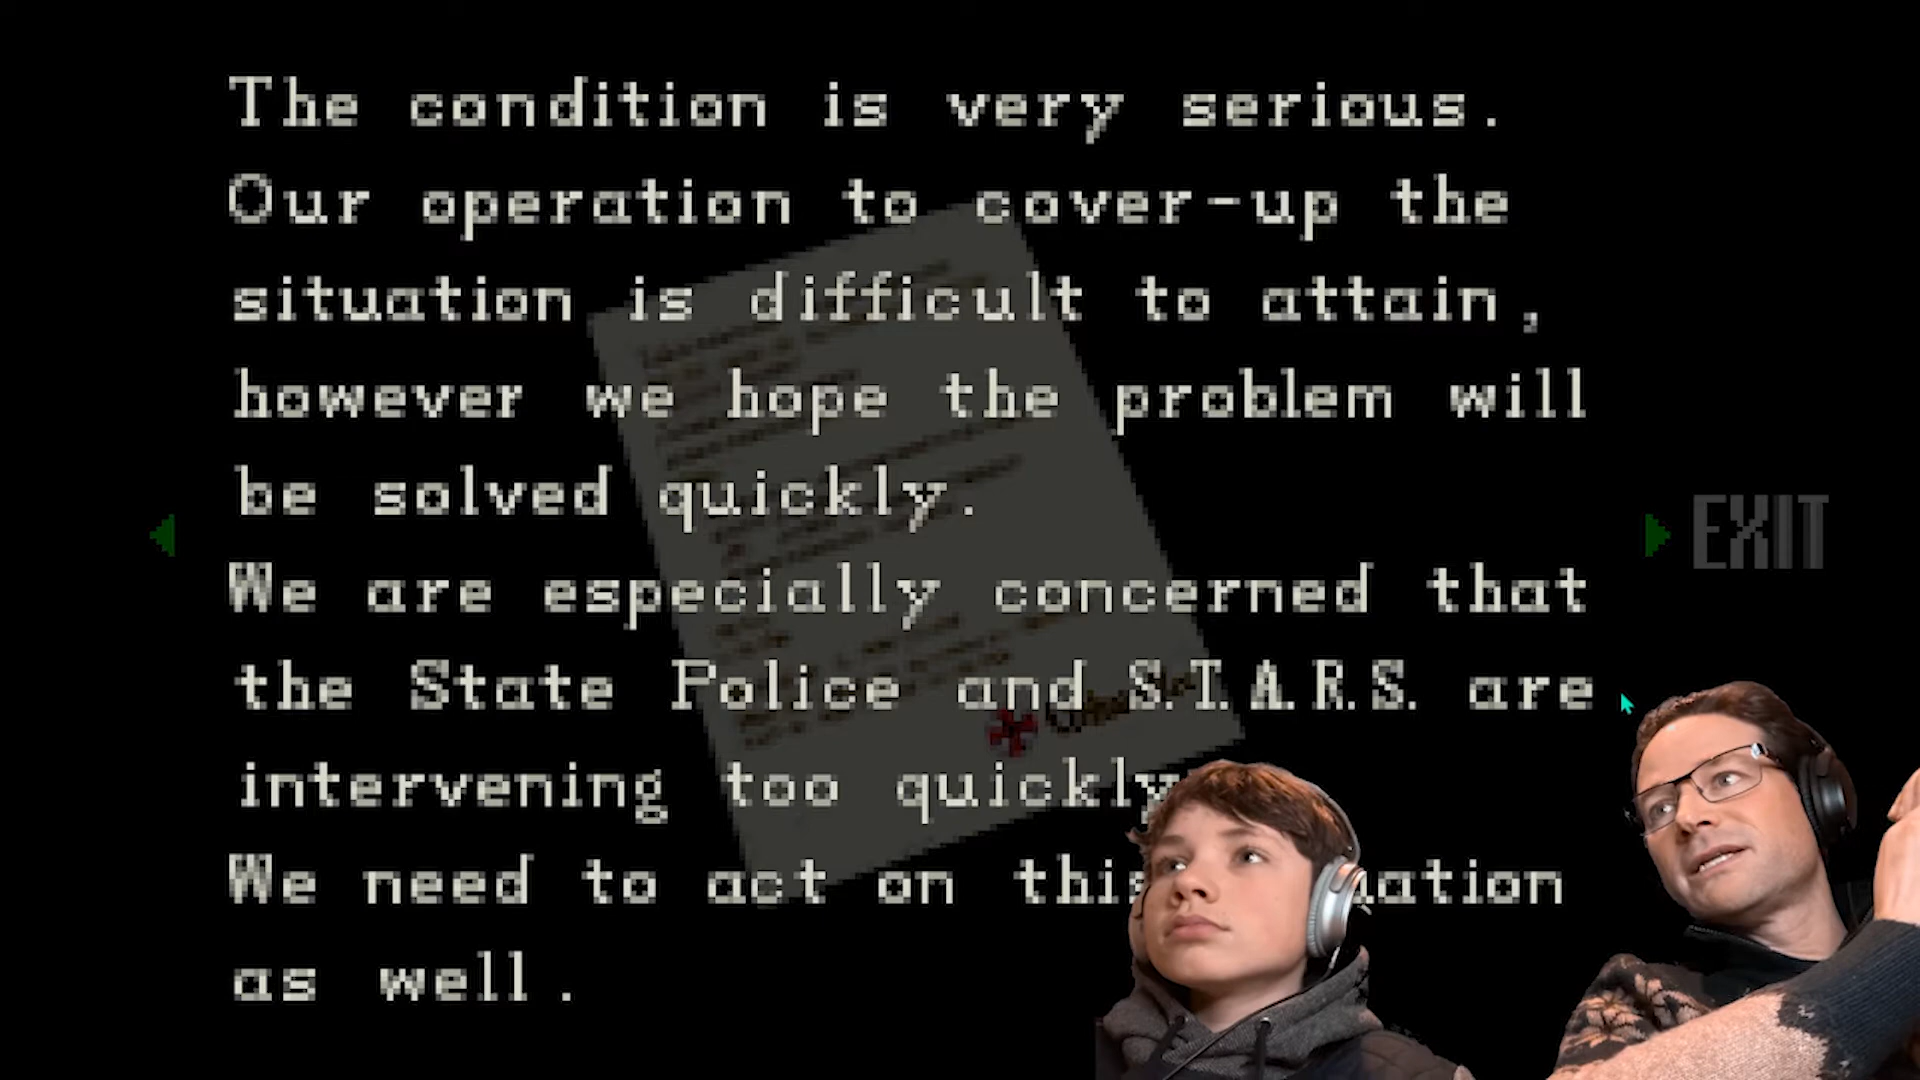 The condition is very serious.
Our operation to cover-up the
situation is difficult to attain,
however we hope the problem will
be solved quickly.
EXIT
We are especially concerned that
the State Police and S.T.A.R.S. are
intervening too quickly
We need to act on
as well.